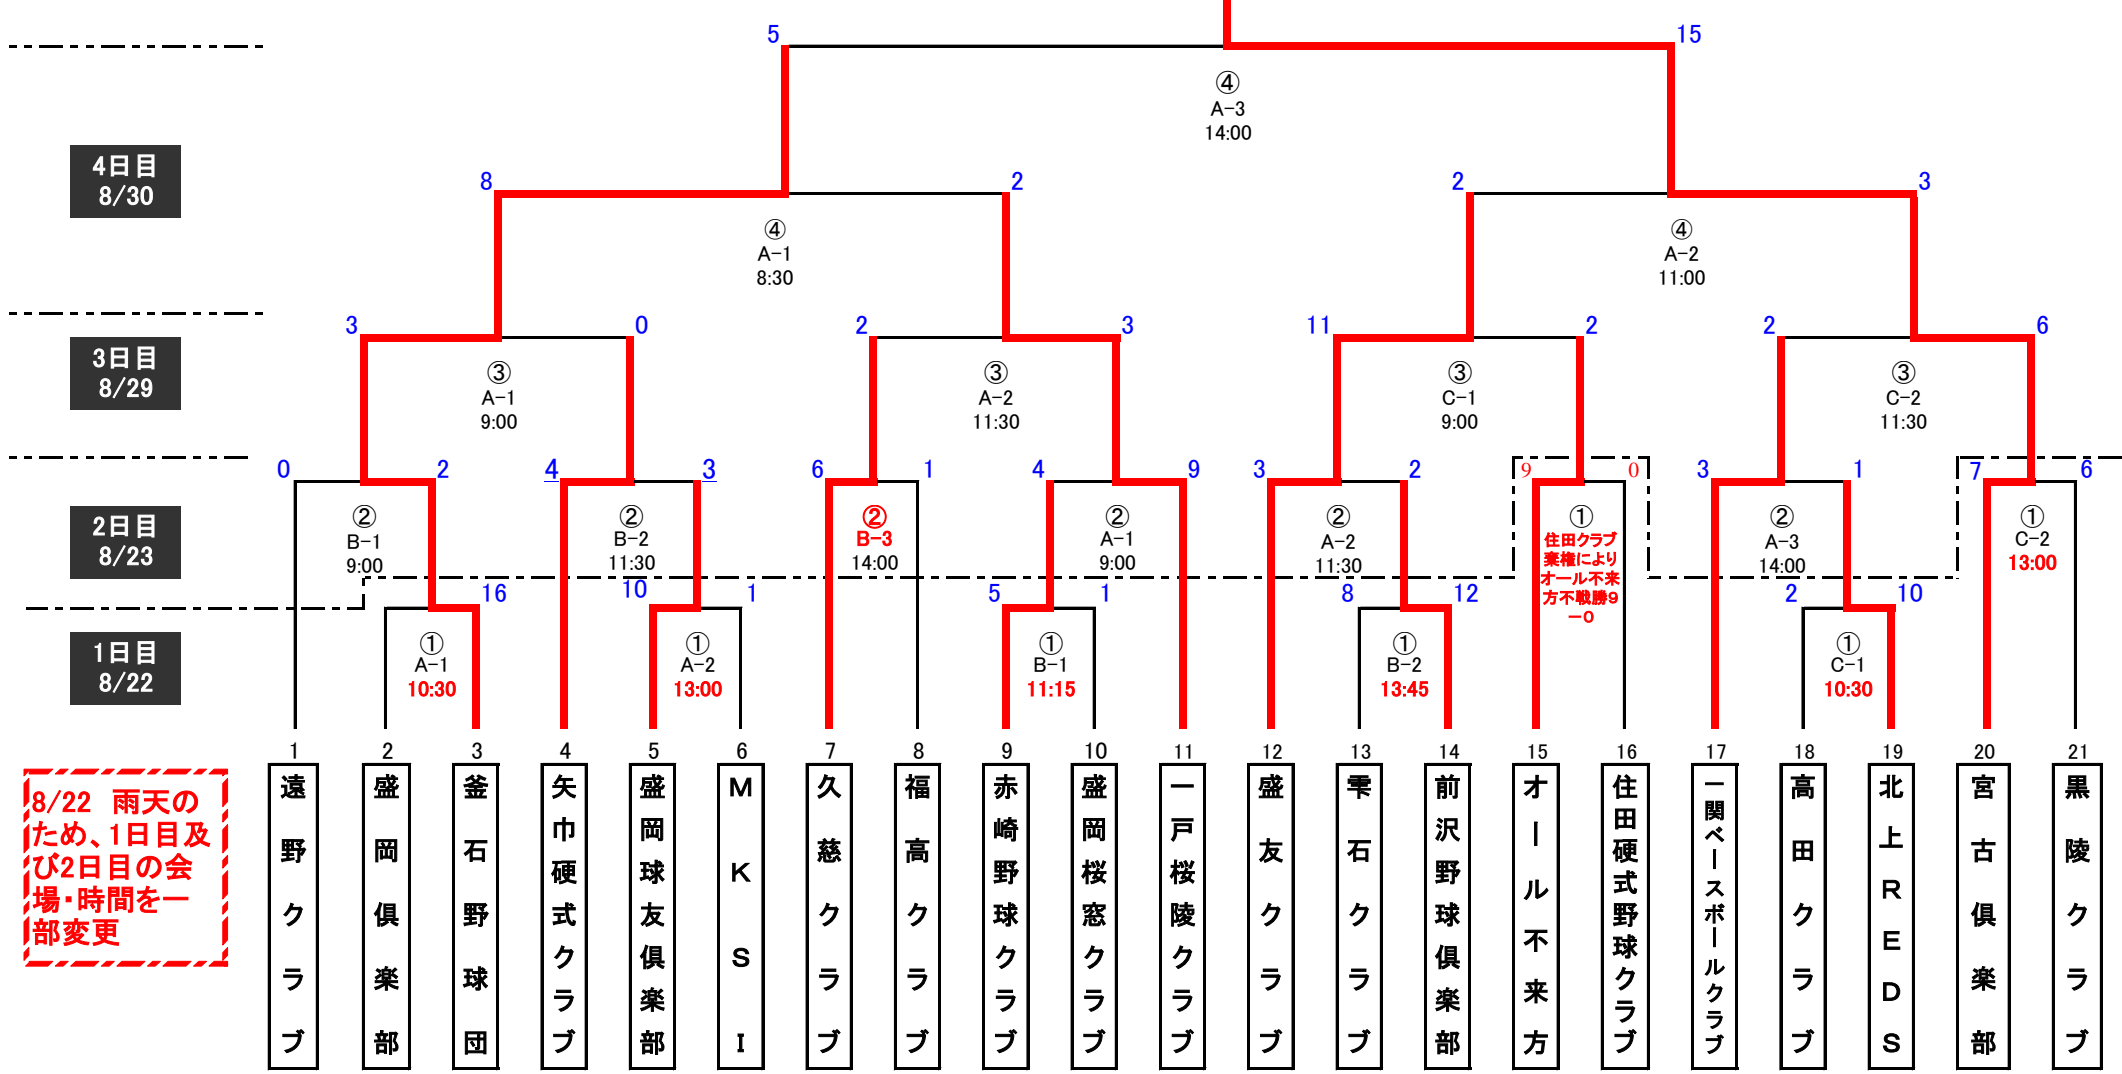 5
15
④
A-3
14:00
4日目
8/30
8
2
2
3
④
A-1
8:30
④
A-2
11:00
3
0
2
3
11
2
2
6
3日目
8/29
③
A-1
9:00
③
A-2
11:30
③
C-1
9:00
③
C-2
11:30
0
2
4
3
6
1
4
9
3
2
9
0
3
1
7
6
2日目
8/23
②
B-1
9:00
②
B-2
11:30
②
B-3
14:00
②
A-1
9:00
②
A-2
11:30
①
住田クラブ
棄権により
オール不来
方不戦勝9
-0
②
A-3
14:00
①
C-2
13:00
16
10
1
5
1
8
12
2
10
1日目
8/22
①
A-1
10:30
①
A-2
13:00
①
B-1
11:15
①
B-2
13:45
①
C-1
10:30
1
2
3
4
5
6
7
8
9
10
11
12
13
14
15
16
17
18
19
20
21
8/22 雨天の
ため、1日目及
び2日目の会
場・時間を一
部変更
遠野クラブ
盛岡倶楽部
釜石野球団
矢巾硬式クラブ
盛岡球友倶楽部
MKSI
久慈クラブ
福高クラブ
赤崎野球クラブ
盛岡桜窓クラブ
一戸桜陵クラブ
盛友クラブ
雫石クラブ
前沢野球倶楽部
オール不来方
住田硬式野球クラブ
一関ベースボールクラブ
高田クラブ
北上REDS
宮古倶楽部
黒陵クラブ